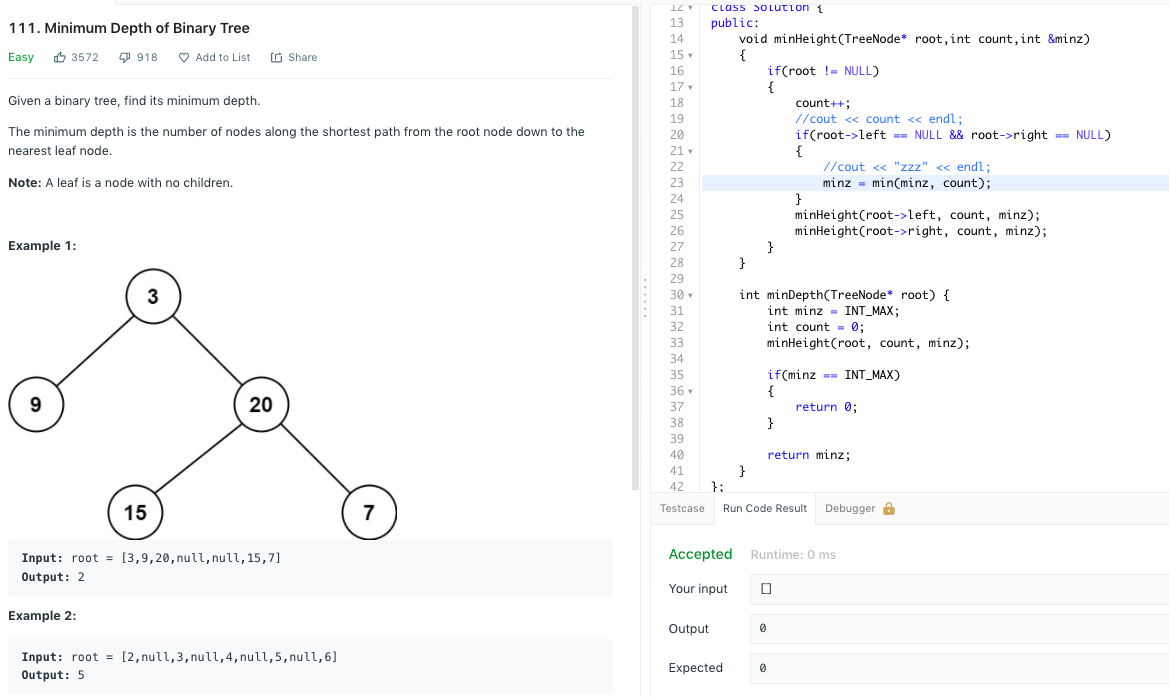 111. Minimum Depth of Binary Tree
Easy 3572 918 Add to List Share
Given a binary tree, find its minimum depth.
The minimum depth is the number of nodes along the shortest path from the root node down to the
nearest leaf node.
Note: A leaf is a node with no children.
Example 1:
3
9 20
15 7
Input: root = [3,9,20,null,null,15,7]
Output: 2
Example 2:
Input: root = [2,null,3,null,4,null,5,null,6]
Output: 5
12 class Solution {
13 public:
14 void minHeight(TreeNode* root,int count,int &minz)
15 {
16 if(root != NULL)
17 {
18 count++;
19 //cout << count << endl;
20 if(root->left == NULL && root->right == NULL)
21 {
22 //cout << "zzz" << endl;
23 minz = min(minz, count);
24 }
25 minHeight(root->left, count, minz);
26 minHeight(root->right, count, minz);
27 }
28 }
29
30 int minDepth(TreeNode* root) {
31 int minz = INT_MAX;
32 int count = 0;
33 minHeight(root, count, minz);
34
35 if(minz == INT_MAX)
36 {
37 return 0;
38 }
39
40 return minz;
41 }
42 };
Testcase Run Code Result Debugger
Accepted Runtime: 0 ms
Your input []
Output 0
Expected 0